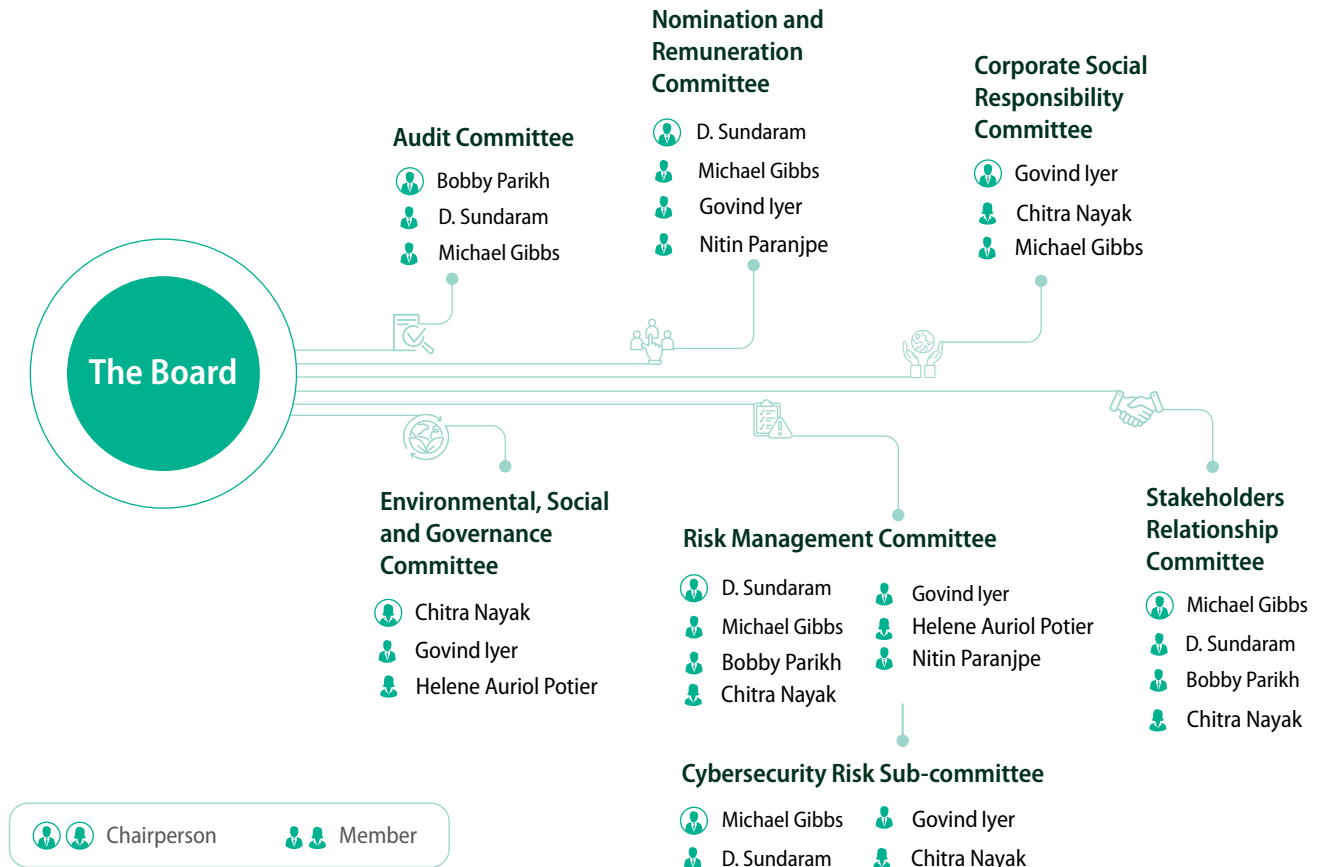 Nomination and
Remuneration
Committee
D. Sundaram
Michael Gibbs
Govind Iyer
Nitin Paranjpe
Corporate Social
Responsibility
Committee
Govind Iyer
Chitra Nayak
Michael Gibbs
Audit Committee
Bobby Parikh
D. Sundaram
Michael Gibbs
The Board
Environmental, Social
and Governance
Committee
Chitra Nayak
Govind Iyer
Helene Auriol Potier
Risk Management Committee
D. Sundaram
Michael Gibbs
Bobby Parikh
Chitra Nayak
Govind Iyer
Helene Auriol Potier
Nitin Paranjpe
Stakeholders
Relationship
Committee
Michael Gibbs
D. Sundaram
Bobby Parikh
Chitra Nayak
Cybersecurity Risk Sub-committee
Michael Gibbs
D. Sundaram
Govind Iyer
Chitra Nayak
Chairperson
Member